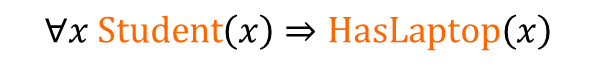 ∀x Student(x) ⇒ HasLaptop(x)